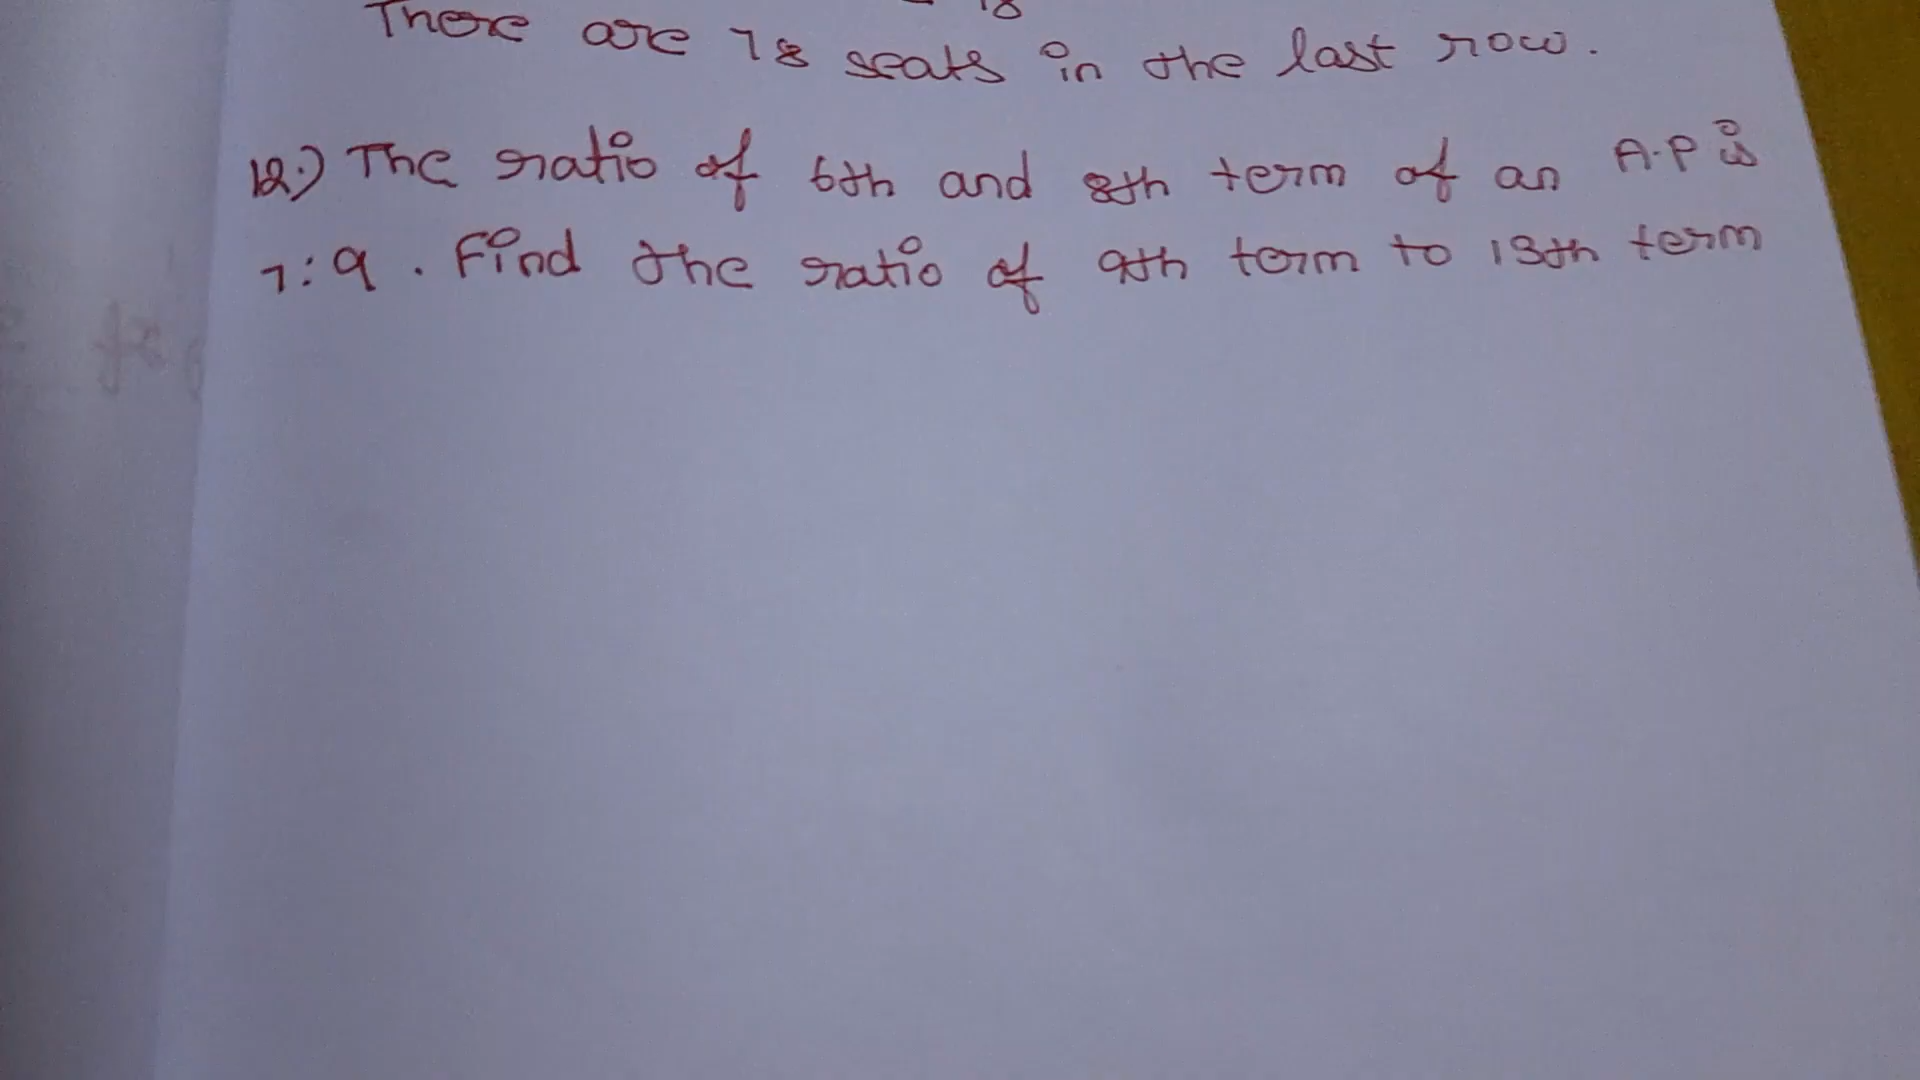 18
There are 78 seats in the last row.
12.) The ratio of 6th and 8th term of an A.P is
7:9. Find the ratio of 9th term to 13th term